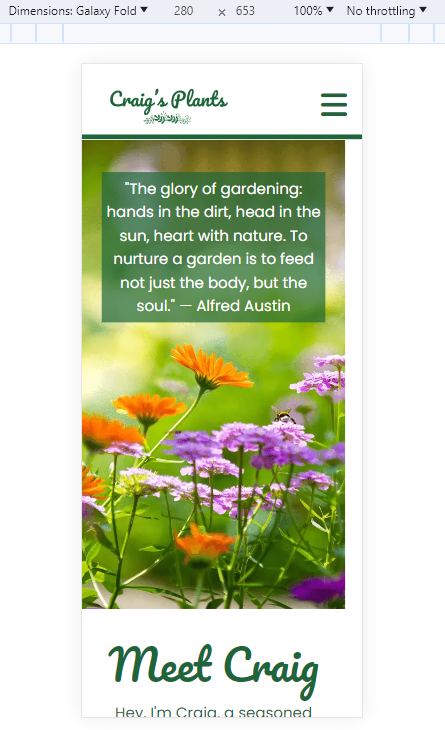 Dimensions: Galaxy Fold 280 × 653 100% No throttling
Craig's Plants
"The glory of gardening:
hands in the dirt, head in the
sun, heart with nature. To
nurture a garden is to feed
not just the body, but the
soul." — Alfred Austin
Meet Craig
Hey, I'm Craig, a seasoned